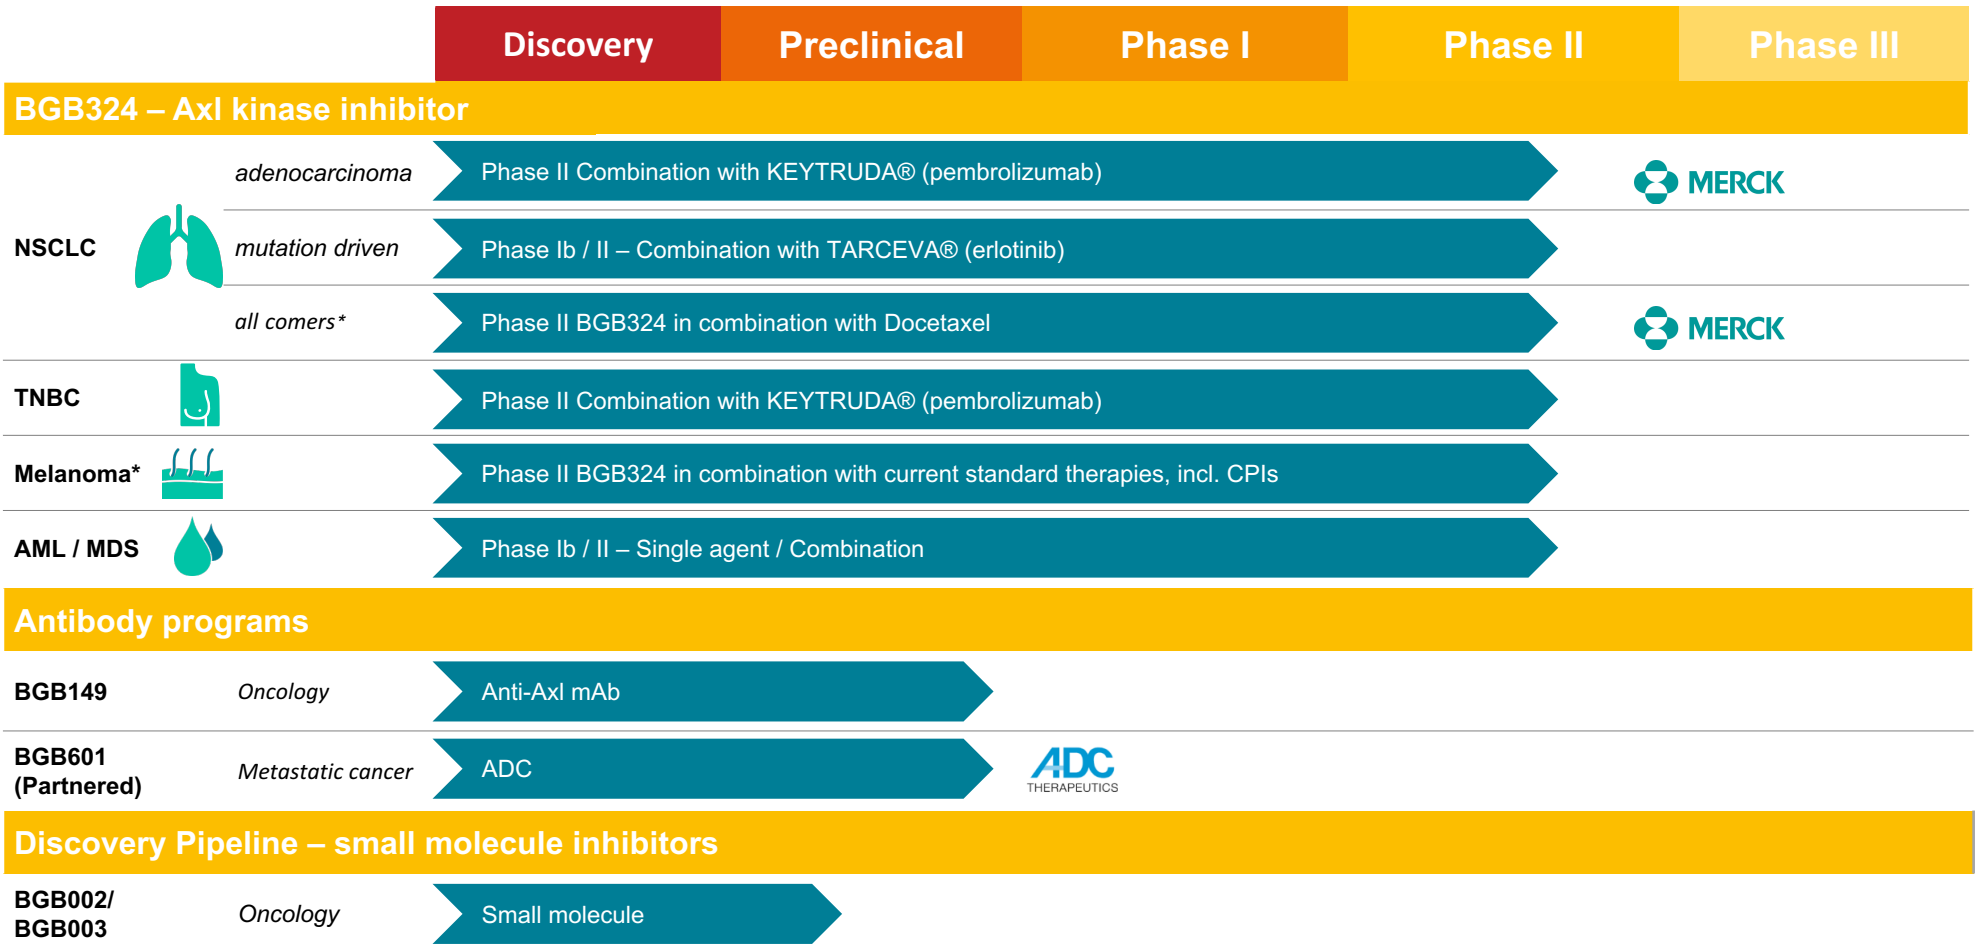 Discovery Preclinical Phase I Phase II Phase III
BGB324 – Axl kinase inhibitor
adenocarcinoma Phase II Combination with KEYTRUDA® (pembrolizumab) MERCK
NSCLC mutation driven Phase Ib / II – Combination with TARCEVA® (erlotinib)
all comers* Phase II BGB324 in combination with Docetaxel MERCK
TNBC Phase II Combination with KEYTRUDA® (pembrolizumab)
Melanoma* Phase II BGB324 in combination with current standard therapies, incl. CPIs
AML / MDS Phase Ib / II – Single agent / Combination
Antibody programs
BGB149 Oncology Anti-Axl mAb
BGB601
(Partnered) Metastatic cancer ADC ADC
THERAPEUTICS
Discovery Pipeline – small molecule inhibitors
BGB002/
BGB003 Oncology Small molecule